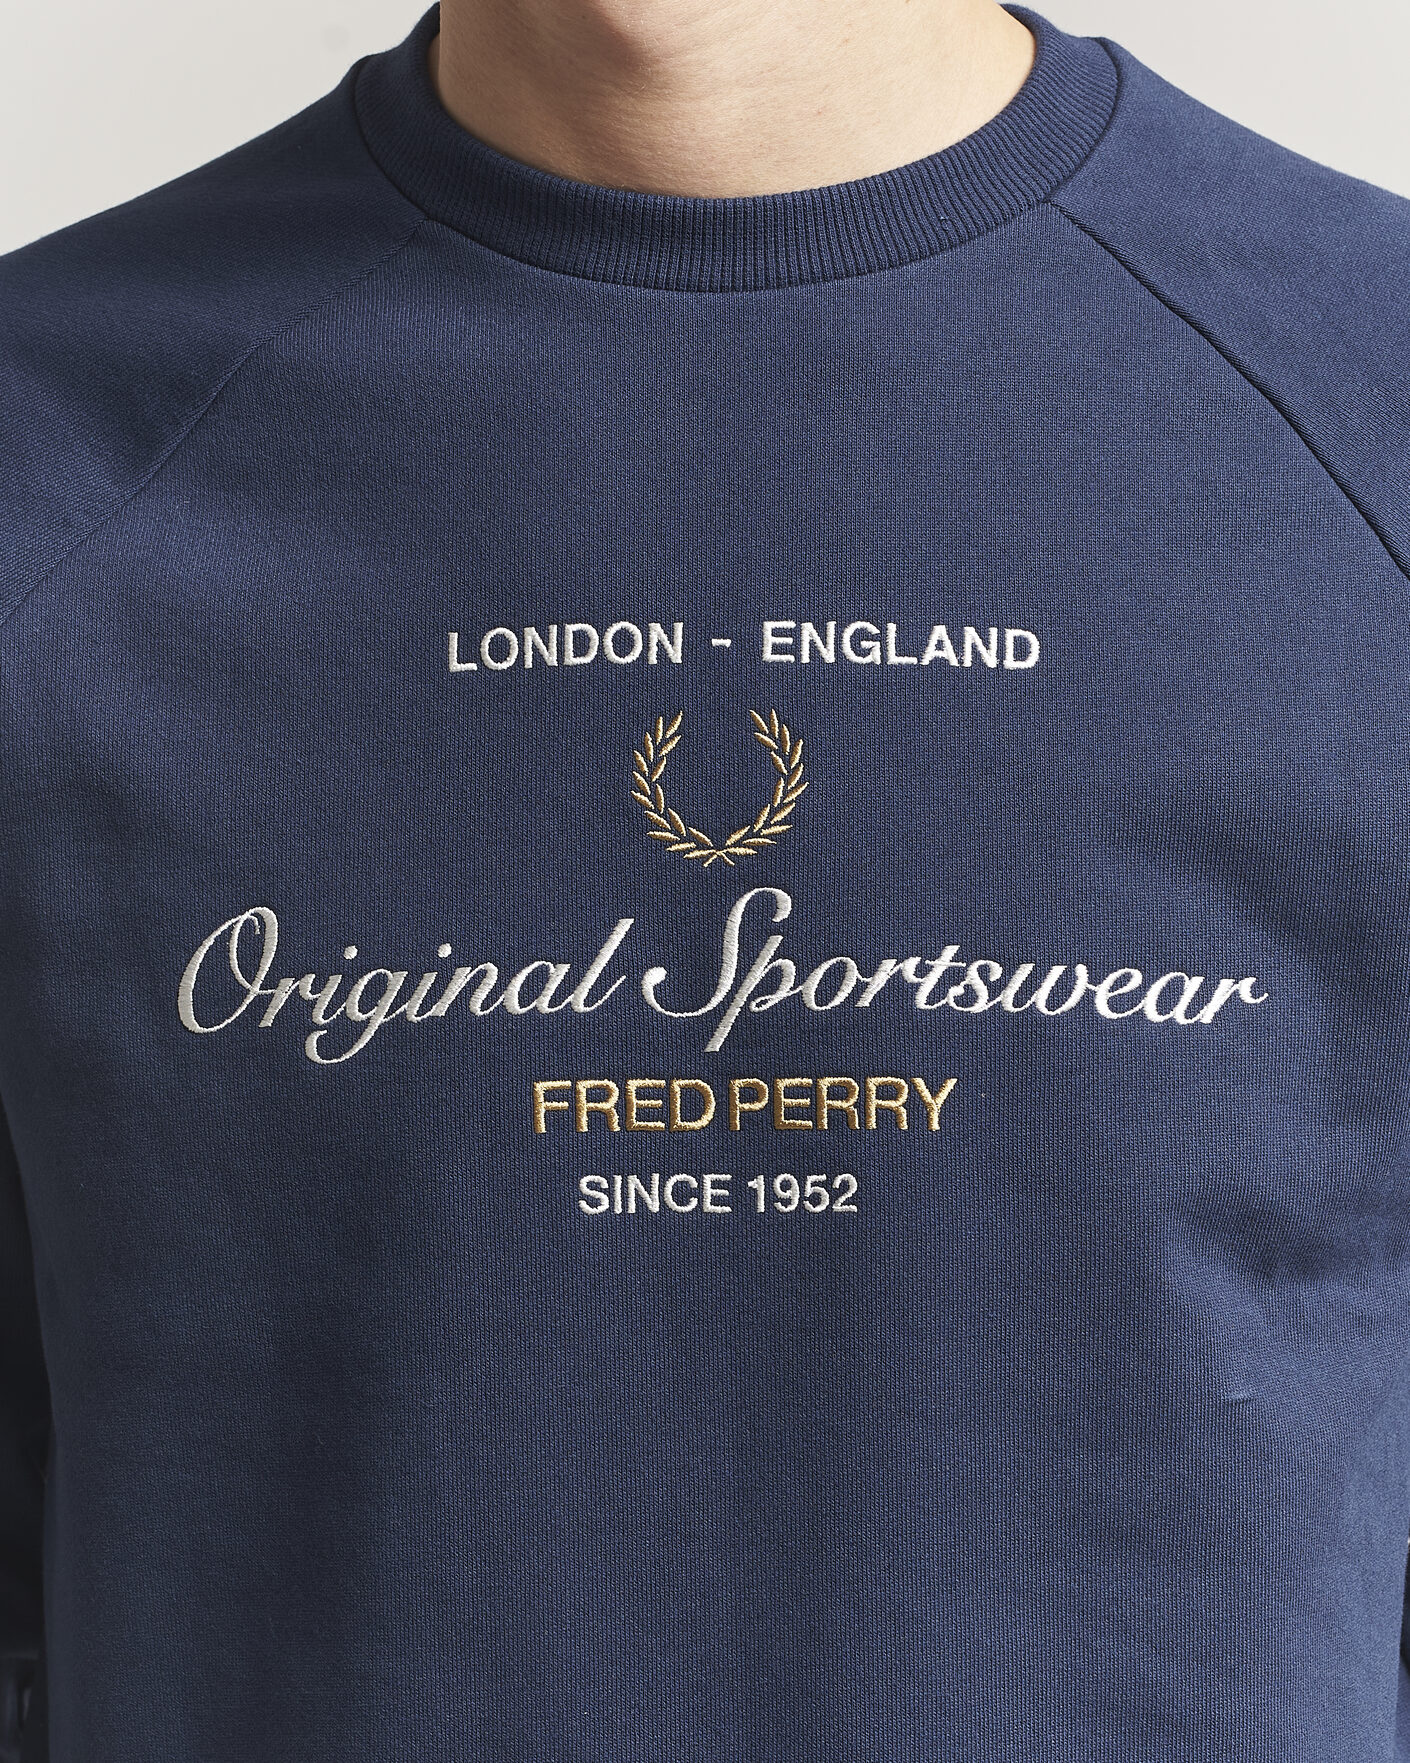 LONDON - ENGLAND
Original Sportswear
FRED PERRY
SINCE 1952